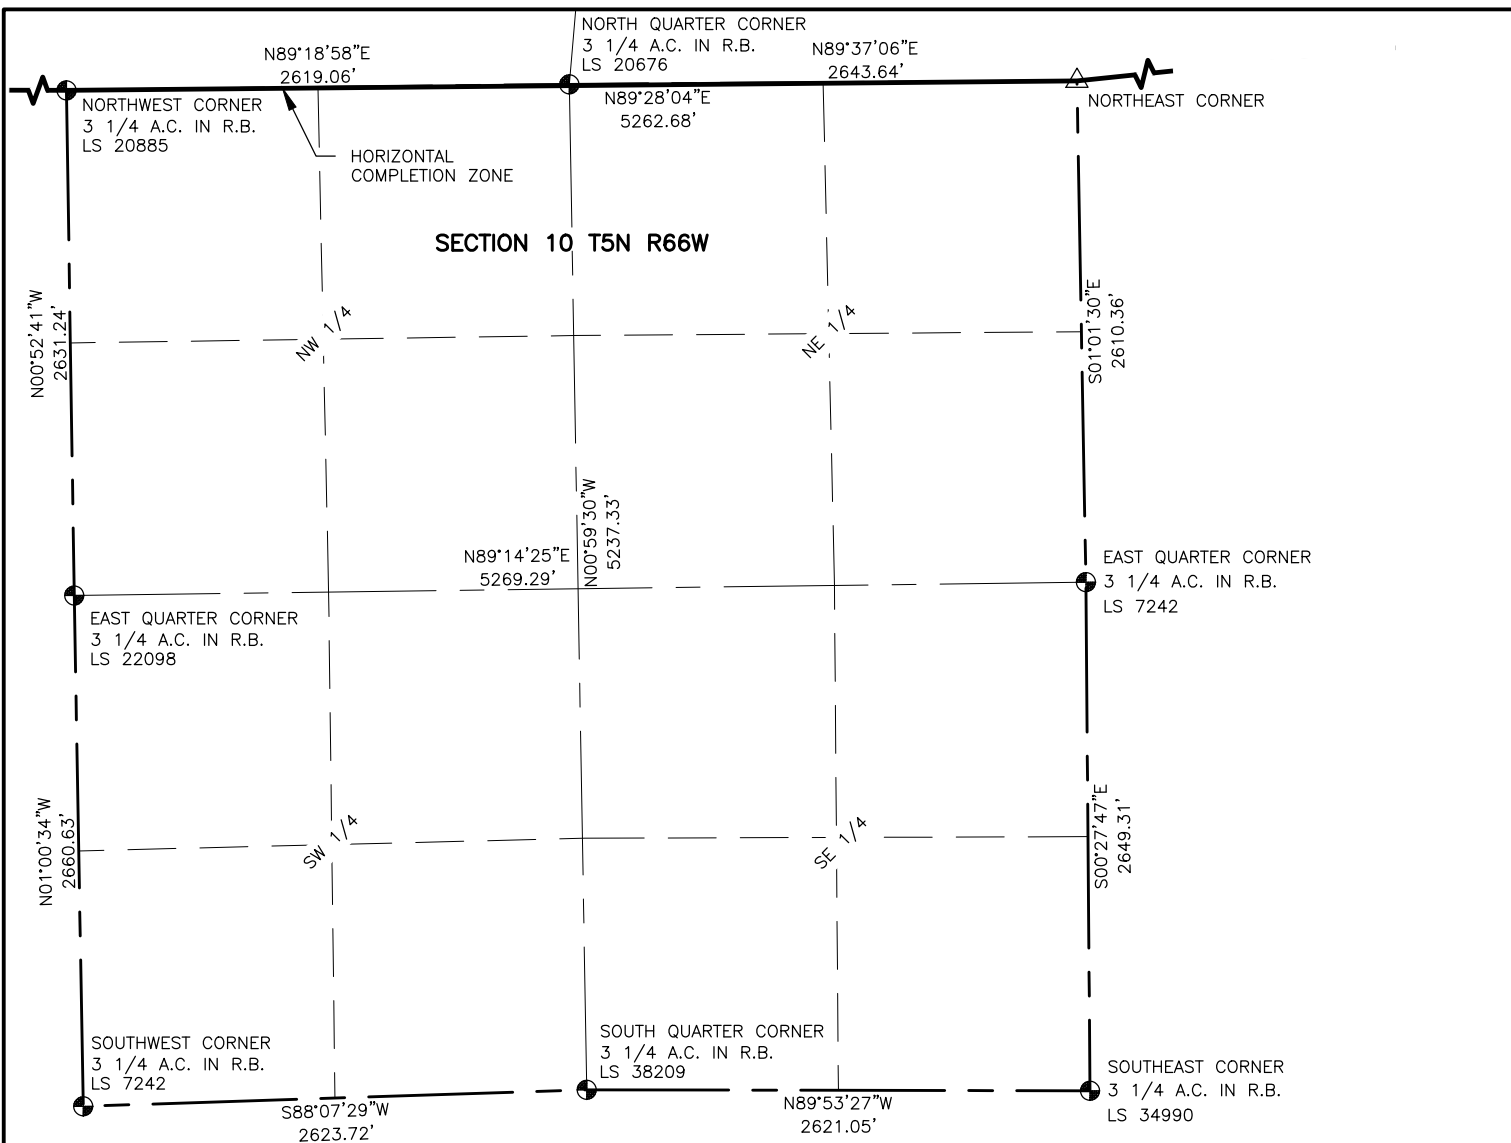 NORTH QUARTER CORNER
3 1/4 A.C. IN R.B.
LS 20676
N89°18'58"E
2619.06'
N89°37'06"E
2643.64'
N89°28'04"E
5262.68'
NORTHWEST CORNER
3 1/4 A.C. IN R.B.
LS 20885
NORTHEAST CORNER
HORIZONTAL
COMPLETION ZONE
SECTION 10 T5N R66W
N00°52'41"W
2631.24'
NW 1/4
NE 1/4
S01°01'30"E
2610.36'
N00°59'30"W
5237.33'
N89°14'25"E
5269.29'
EAST QUARTER CORNER
3 1/4 A.C. IN R.B.
LS 7242
EAST QUARTER CORNER
3 1/4 A.C. IN R.B.
LS 22098
N01°00'34"W
2660.63'
SW 1/4
SE 1/4
S00°27'47"E
2649.31'
SOUTHWEST CORNER
3 1/4 A.C. IN R.B.
LS 7242
SOUTH QUARTER CORNER
3 1/4 A.C. IN R.B.
LS 38209
SOUTHEAST CORNER
3 1/4 A.C. IN R.B.
LS 34990
S88°07'29"W
2623.72'
N89°53'27"W
2621.05'